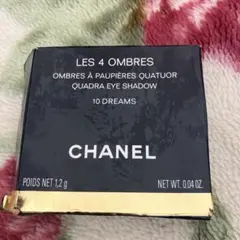 LES 4 OMBRES
OMBRES À PAUPIÈRES QUATUOR
QUADRA EYE SHADOW
10 DREAMS
CHANEL
POIDS NET 1,2 g NET WT. 0.04 OZ.